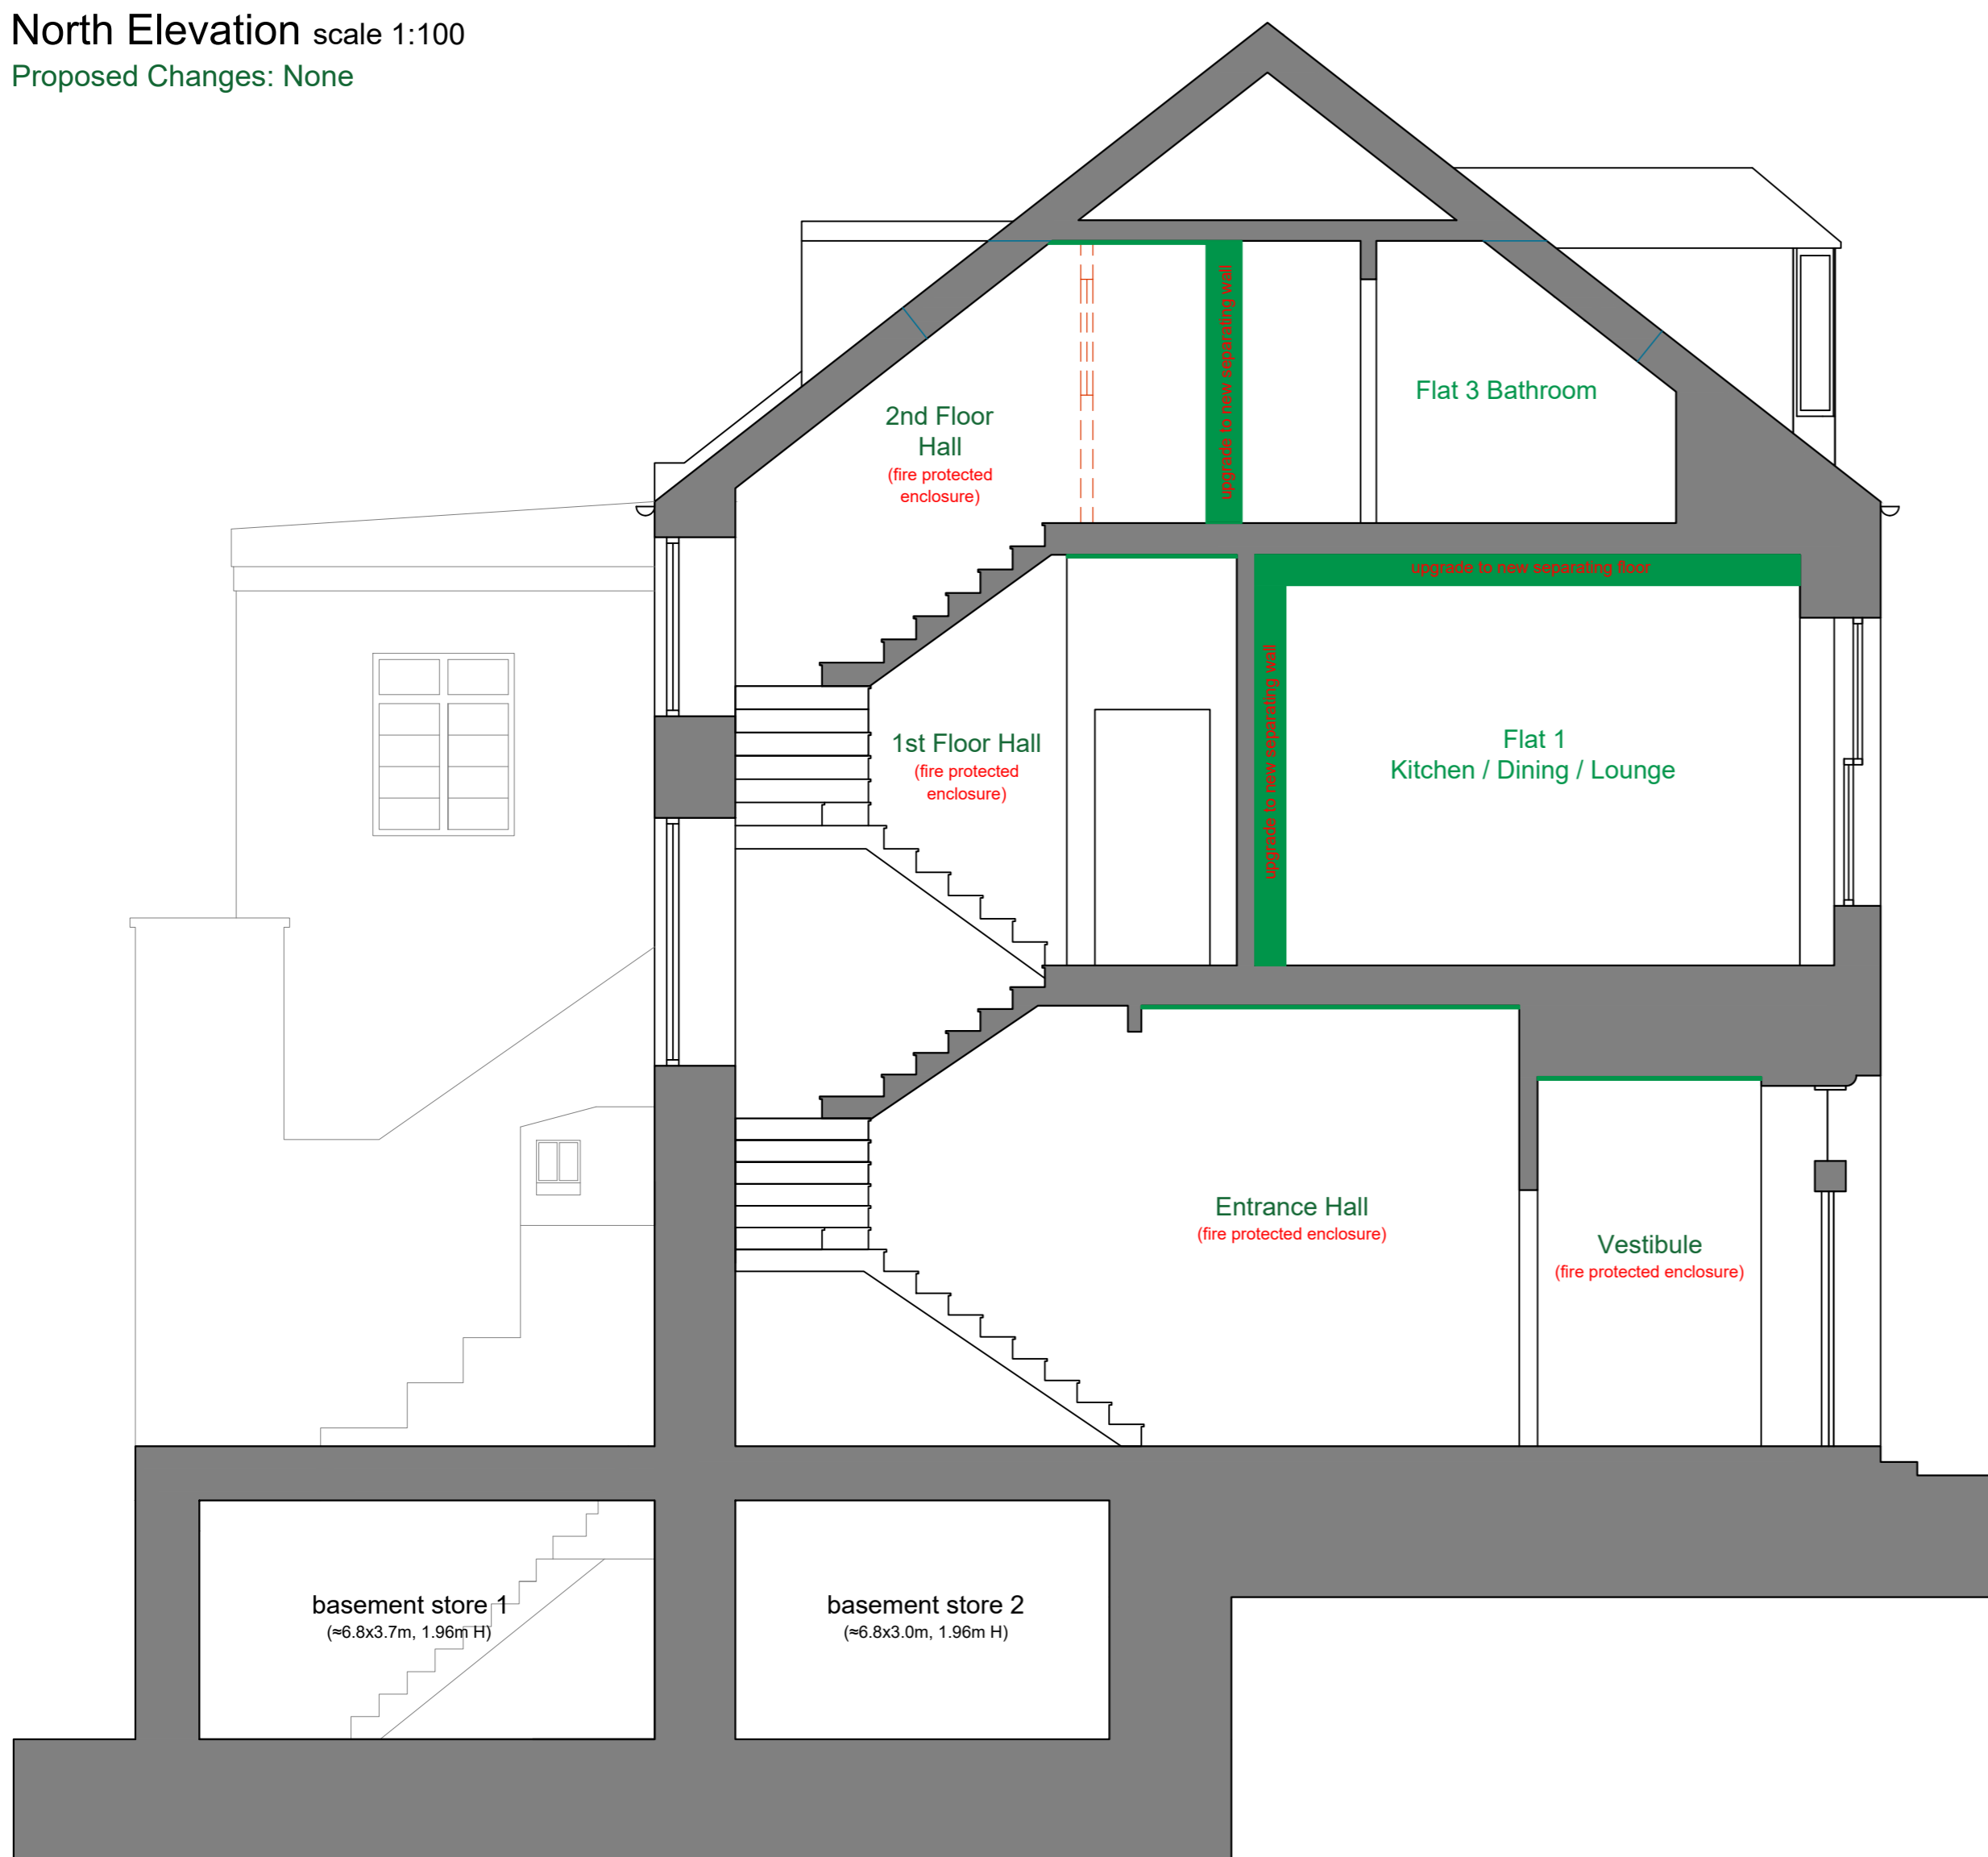 North Elevation scale 1:100
Proposed Changes: None
upgrade to new separating wall
Flat 3 Bathroom
2nd Floor
Hall
(fire protected
enclosure)
upgrade to new separating floor
upgrade to new separating wall
1st Floor Hall
(fire protected
enclosure)
Flat 1
Kitchen / Dining / Lounge
Entrance Hall
(fire protected enclosure)
Vestibule
(fire protected enclosure)
basement store 1
(≈6.8x3.7m, 1.96m H)
basement store 2
(≈6.8x3.0m, 1.96m H)